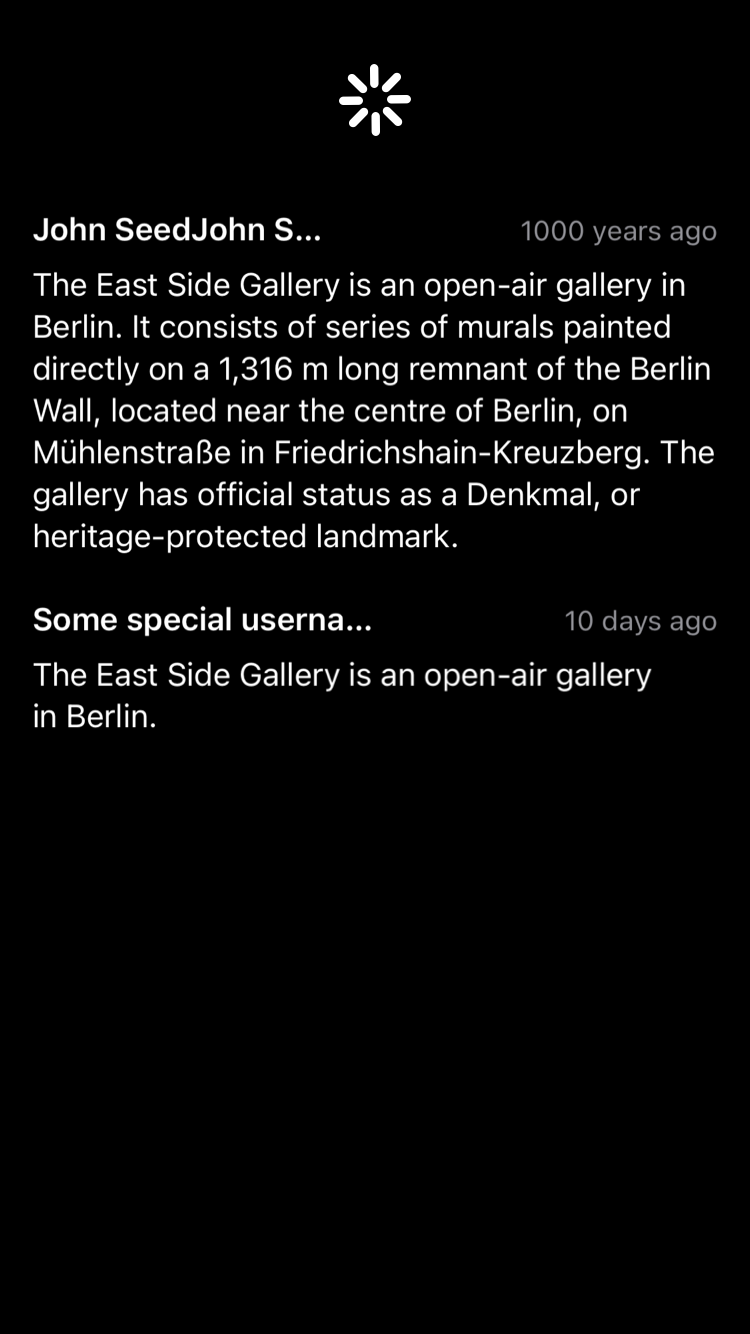 John SeedJohn S...
1000 years ago
The East Side Gallery is an open-air gallery in
Berlin. It consists of series of murals painted
directly on a 1,316 m long remnant of the Berlin
Wall, located near the centre of Berlin, on
Mühlenstraße in Friedrichshain-Kreuzberg. The
gallery has official status as a Denkmal, or
heritage-protected landmark.
Some special userna...
10 days ago
The East Side Gallery is an open-air gallery
in Berlin.